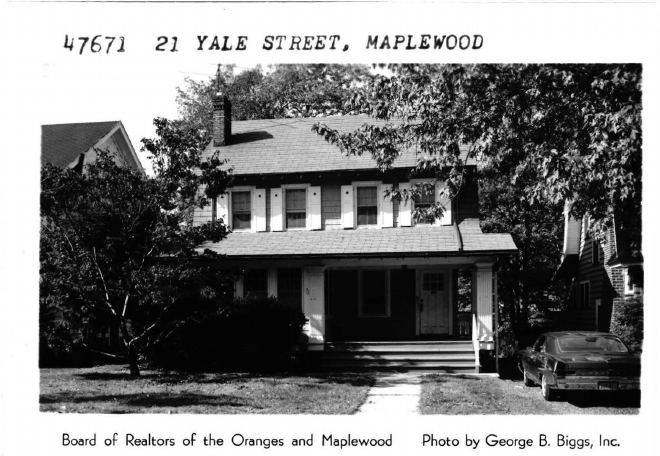 47671 21 YALE STREET, MAPLEWOOD
Board of Realtors of the Oranges and Maplewood Photo by George B. Biggs, Inc.